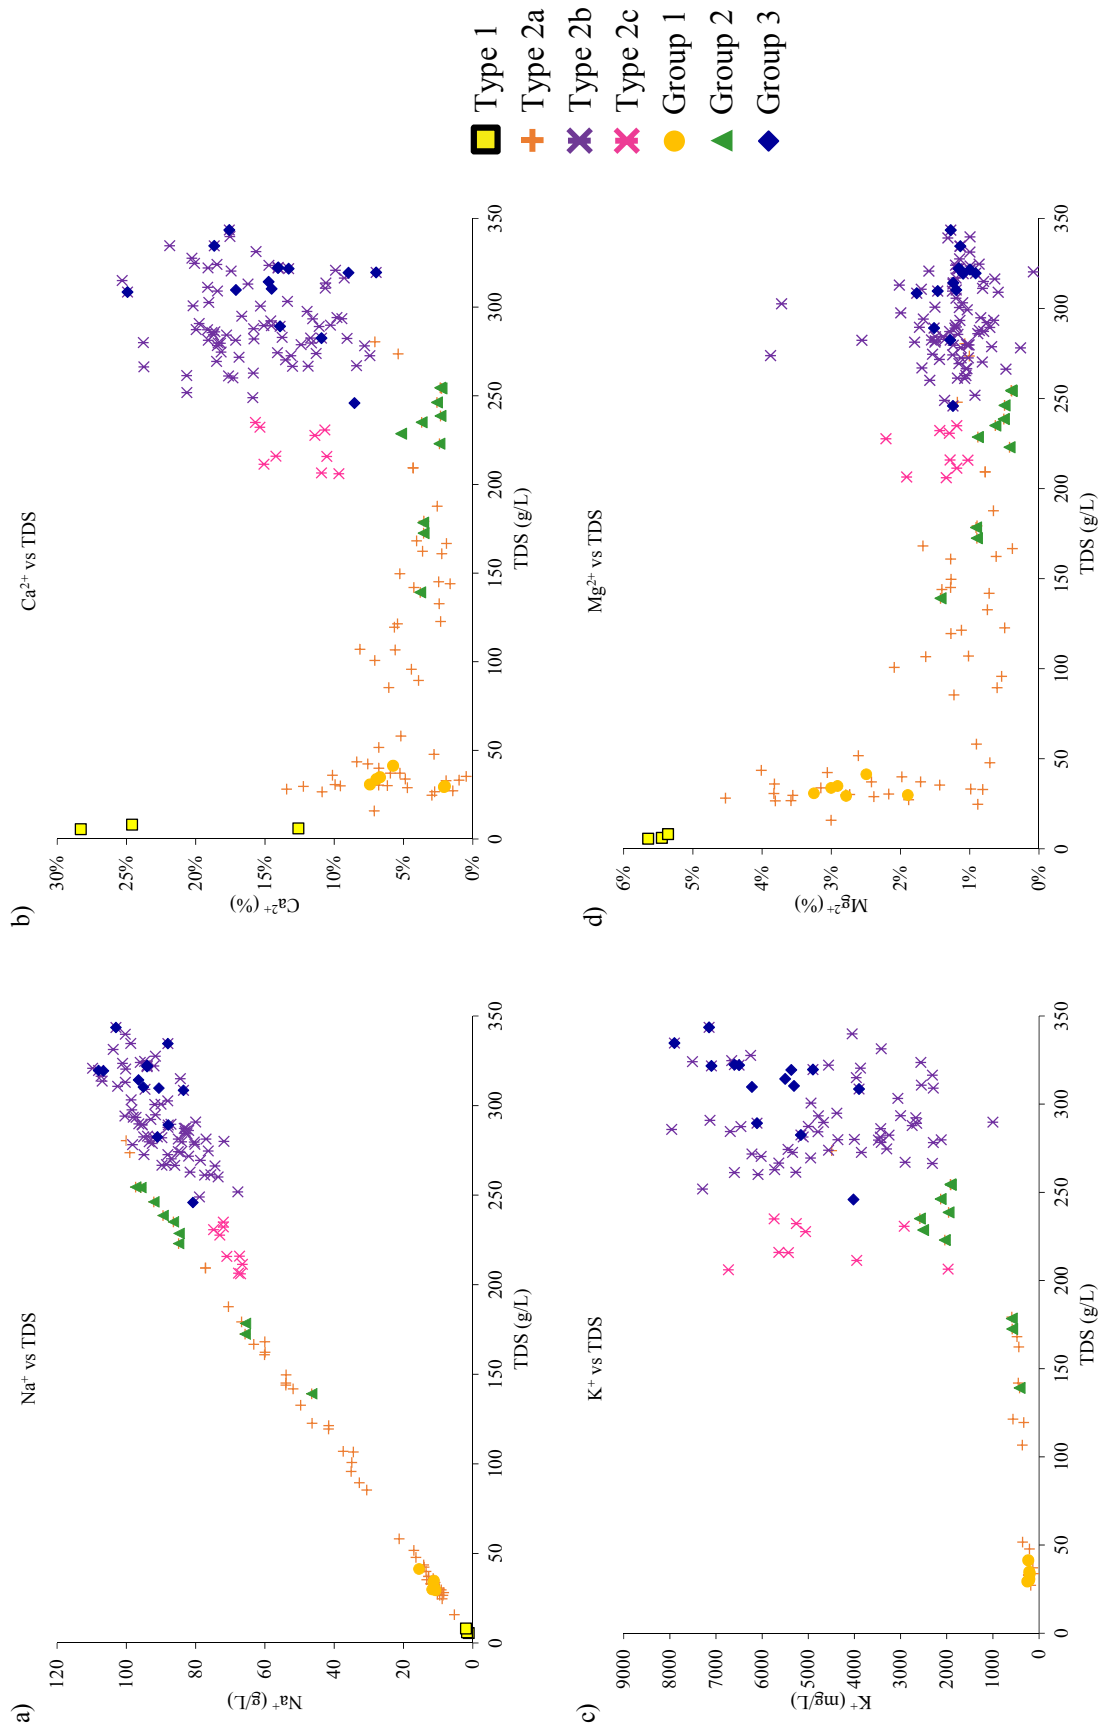 a)
Na⁺ vs TDS
120
100
80
60
40
20
0
Na⁺ (g/L)
0 50 100 150 200 250 300 350
TDS (g/L)
b)
Ca²⁺ vs TDS
30%
25%
20%
15%
10%
5%
0%
Ca²⁺ (%)
0 50 100 150 200 250 300 350
TDS (g/L)
c)
K⁺ vs TDS
9000
8000
7000
6000
5000
4000
3000
2000
1000
0
K⁺ (mg/L)
0 50 100 150 200 250 300 350
TDS (g/L)
d)
Mg²⁺ vs TDS
6%
5%
4%
3%
2%
1%
0%
Mg²⁺ (%)
0 50 100 150 200 250 300 350
TDS (g/L)
Type 1
Type 2a
Type 2b
Type 2c
Group 1
Group 2
Group 3